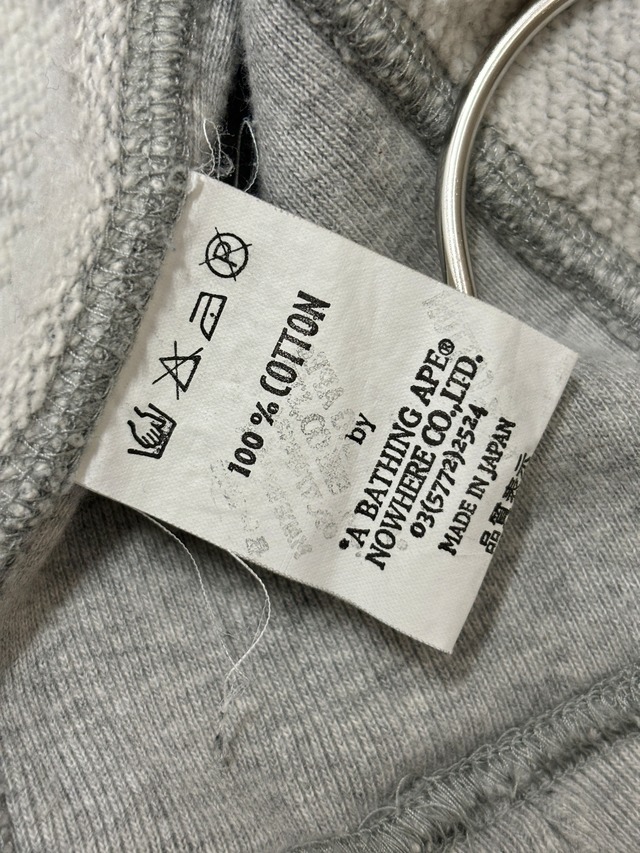 100 % COTTON
by
*A BATHING APE®
NOWHERE CO.,LTD.
03(5772)2524
MADE IN JAPAN
品質表示